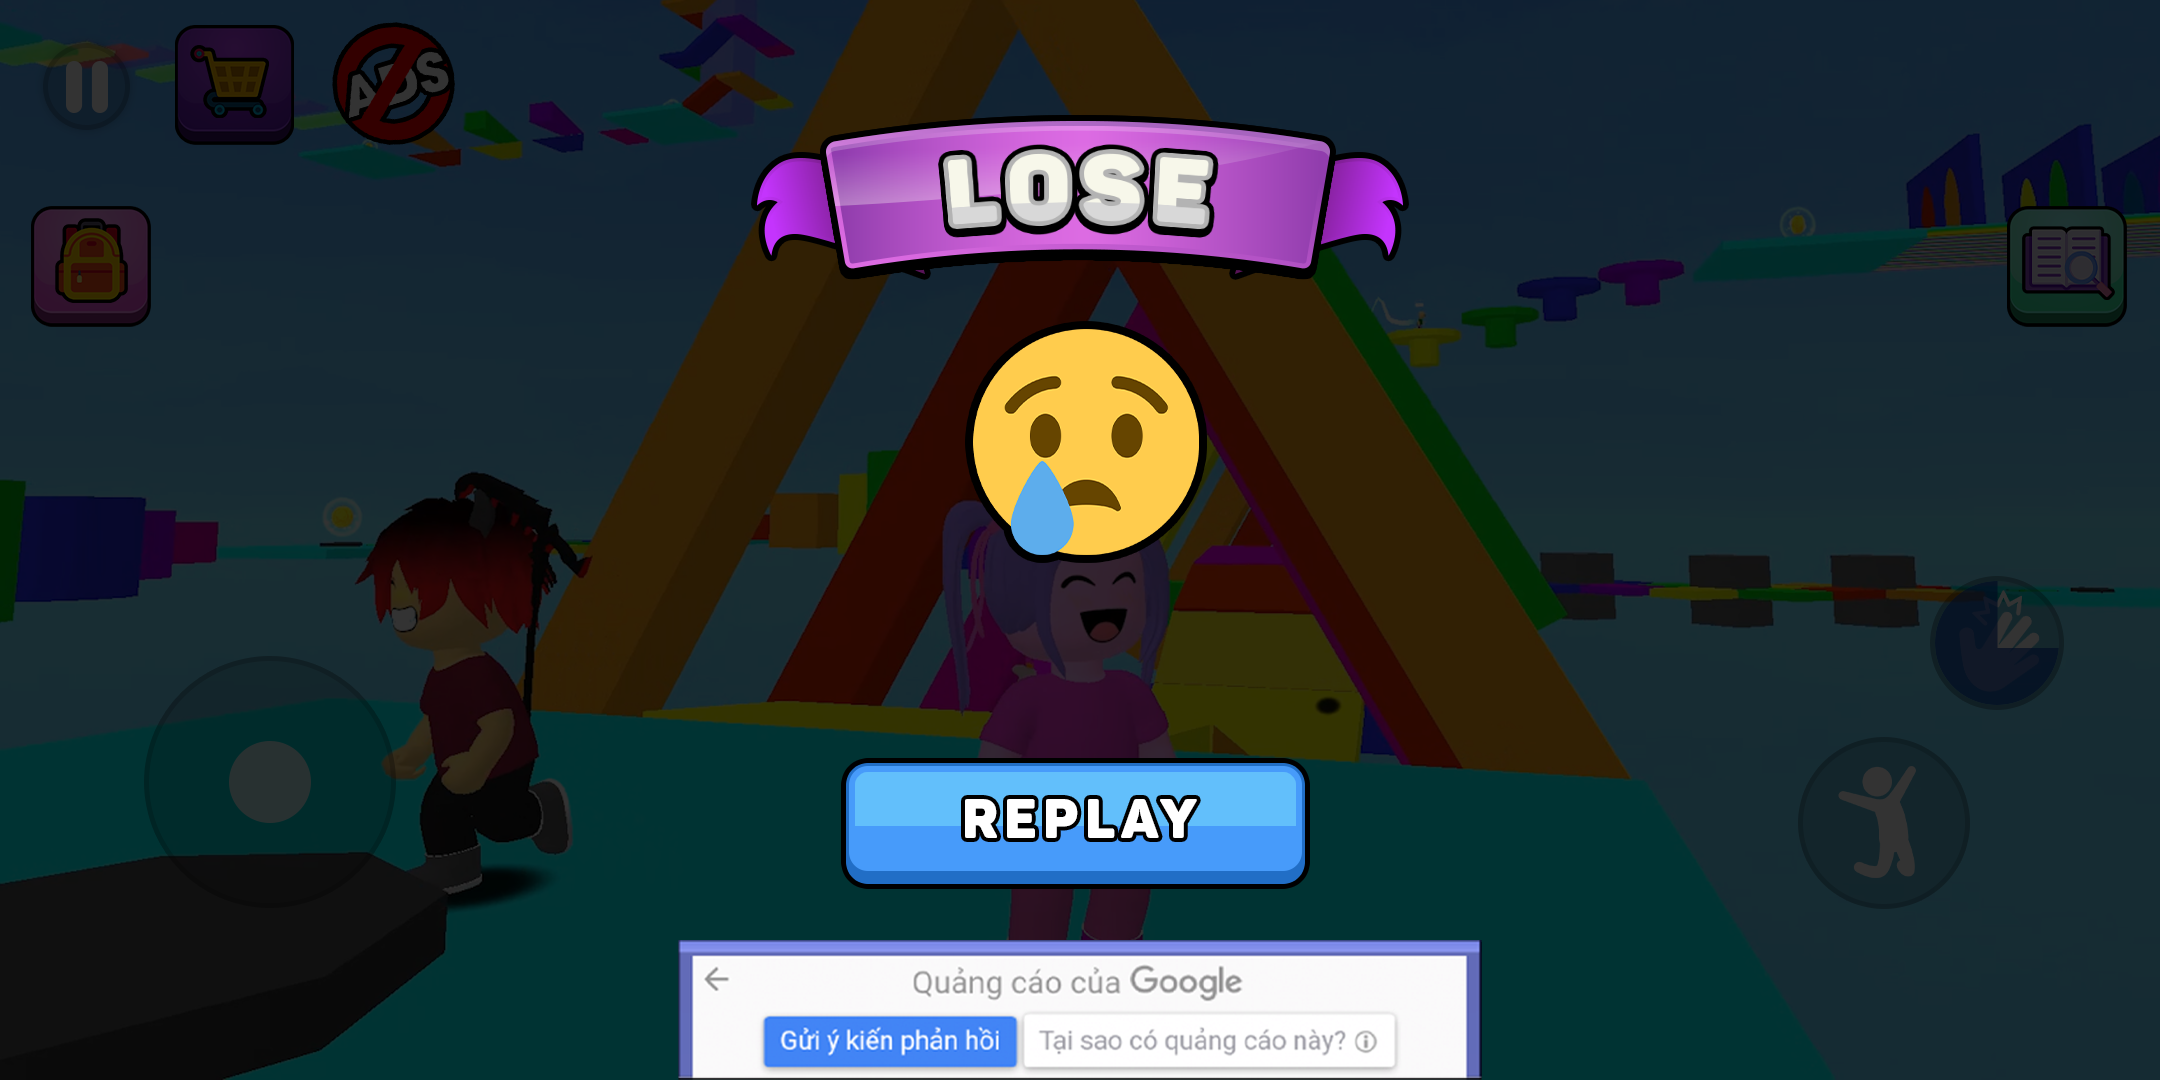 ADS
LOSE
REPLAY
Quảng cáo của Google
Gửi ý kiến phản hồi
Tại sao có quảng cáo này?